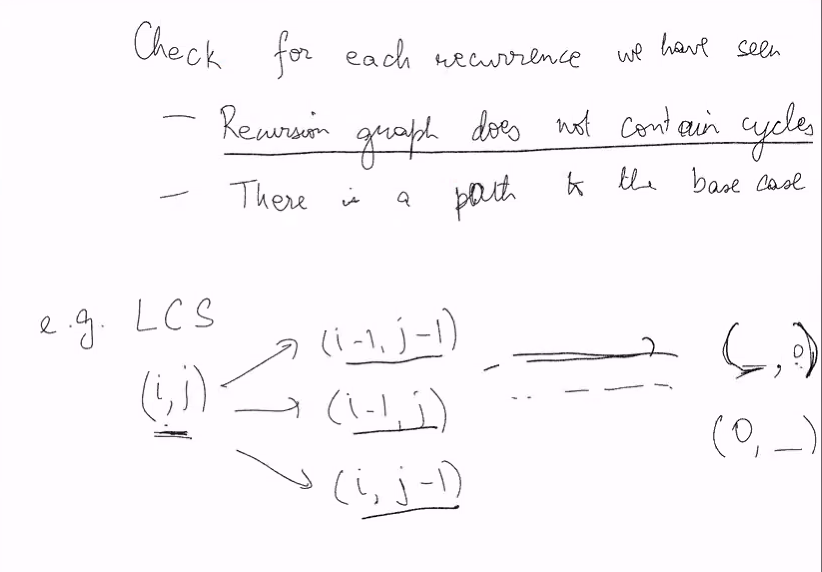 Check for each recurrence we have seen
— Recursion graph does not contain cycles
— There is a path to the base case
e.g. LCS
(i,j)
(i-1, j-1)
(i-1, j)
(i, j-1)
(_, 0)
(0, _)